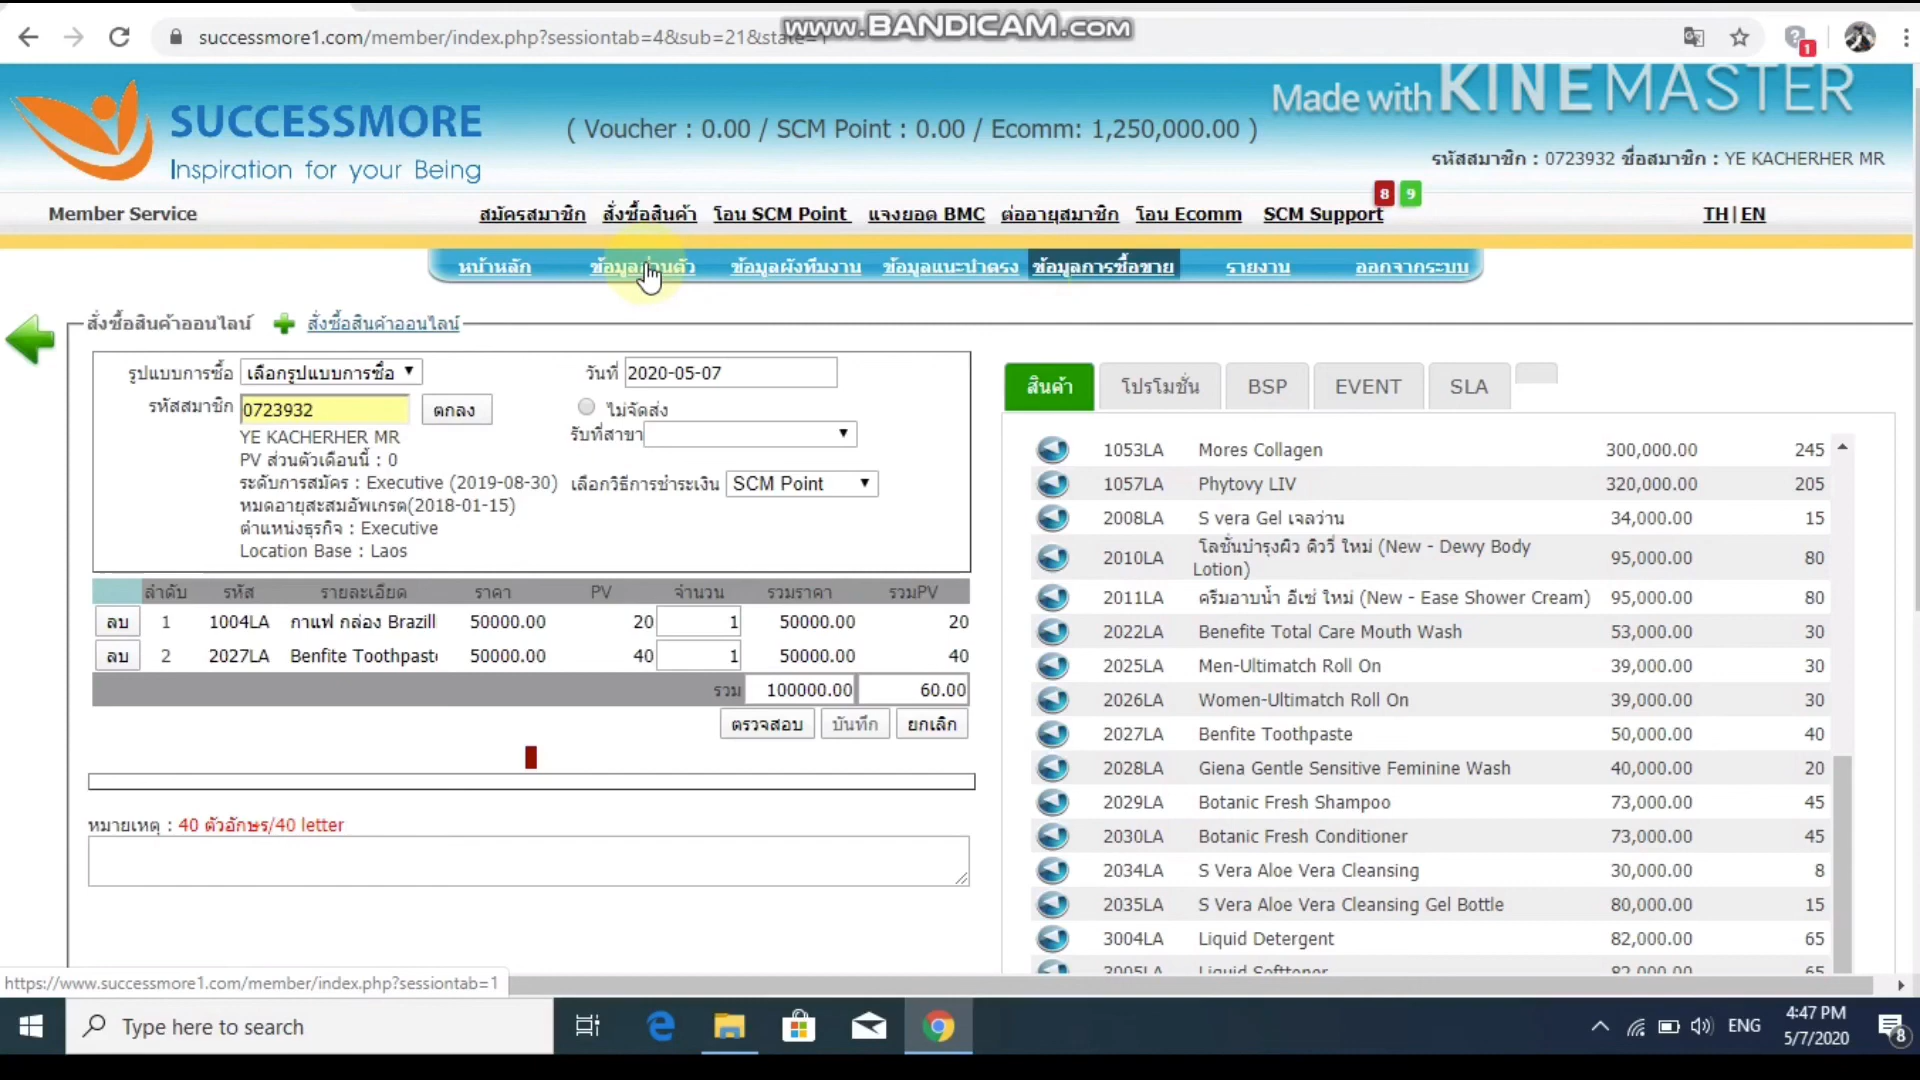 successmore1.com/member/index.php?sessiontab=4&sub=21&state=1
www.BANDICAM.com
1
Made with KINEMASTER
SUCCESSMORE
Inspiration for your Being
( Voucher : 0.00 / SCM Point : 0.00 / Ecomm: 1,250,000.00 )
รหัสสมาชิก : 0723932 ชื่อสมาชิก : YE KACHERHER MR
8 9
Member Service
สมัครสมาชิก สั่งซื้อสินค้า โอน SCM Point แจงยอด BMC ต่ออายุสมาชิก โอน Ecomm SCM Support
TH | EN
หน้าหลัก ข้อมูลส่วนตัว ข้อมูลผังทีมงาน ข้อมูลแนะนำตรง ข้อมูลการซื้อขาย รายงาน ออกจากระบบ
สั่งซื้อสินค้าออนไลน์ สั่งซื้อสินค้าออนไลน์
รูปแบบการซื้อ เลือกรูปแบบการซื้อ
วันที่ 2020-05-07
รหัสสมาชิก 0723932 ตกลง
ไม่จัดส่ง
รับที่สาขา
YE KACHERHER MR
PV ส่วนตัวเดือนนี้ : 0
ระดับการสมัคร : Executive (2019-08-30)
เลือกวิธีการชำระเงิน SCM Point
หมดอายุสะสมอัพเกรด(2018-01-15)
ตำแหน่งธุรกิจ : Executive
Location Base : Laos
ลำดับ รหัส รายละเอียด ราคา PV จำนวน รวมราคา รวมPV
ลบ 1 1004LA กาแฟ กล่อง Brazill 50000.00 20 1 50000.00 20
ลบ 2 2027LA Benfite Toothpast 50000.00 40 1 50000.00 40
รวม 100000.00 60.00
ตรวจสอบ บันทึก ยกเลิก
หมายเหตุ : 40 ตัวอักษร/40 letter
สินค้า โปรโมชั่น BSP EVENT SLA
1053LA Mores Collagen 300,000.00 245
1057LA Phytovy LIV 320,000.00 205
2008LA S vera Gel เจลว่าน 34,000.00 15
2010LA โลชั่นบำรุงผิว ดิววี่ ใหม่ (New - Dewy Body Lotion) 95,000.00 80
2011LA ครีมอาบน้ำ อีเซ่ ใหม่ (New - Ease Shower Cream) 95,000.00 80
2022LA Benefite Total Care Mouth Wash 53,000.00 30
2025LA Men-Ultimatch Roll On 39,000.00 30
2026LA Women-Ultimatch Roll On 39,000.00 30
2027LA Benfite Toothpaste 50,000.00 40
2028LA Giena Gentle Sensitive Feminine Wash 40,000.00 20
2029LA Botanic Fresh Shampoo 73,000.00 45
2030LA Botanic Fresh Conditioner 73,000.00 45
2034LA S Vera Aloe Vera Cleansing 30,000.00 8
2035LA S Vera Aloe Vera Cleansing Gel Bottle 80,000.00 15
3004LA Liquid Detergent 82,000.00 65
3005LA Liquid Softtoner 82,000.00 65
https://www.successmore1.com/member/index.php?sessiontab=1
Type here to search
ENG
4:47 PM
5/7/2020
8